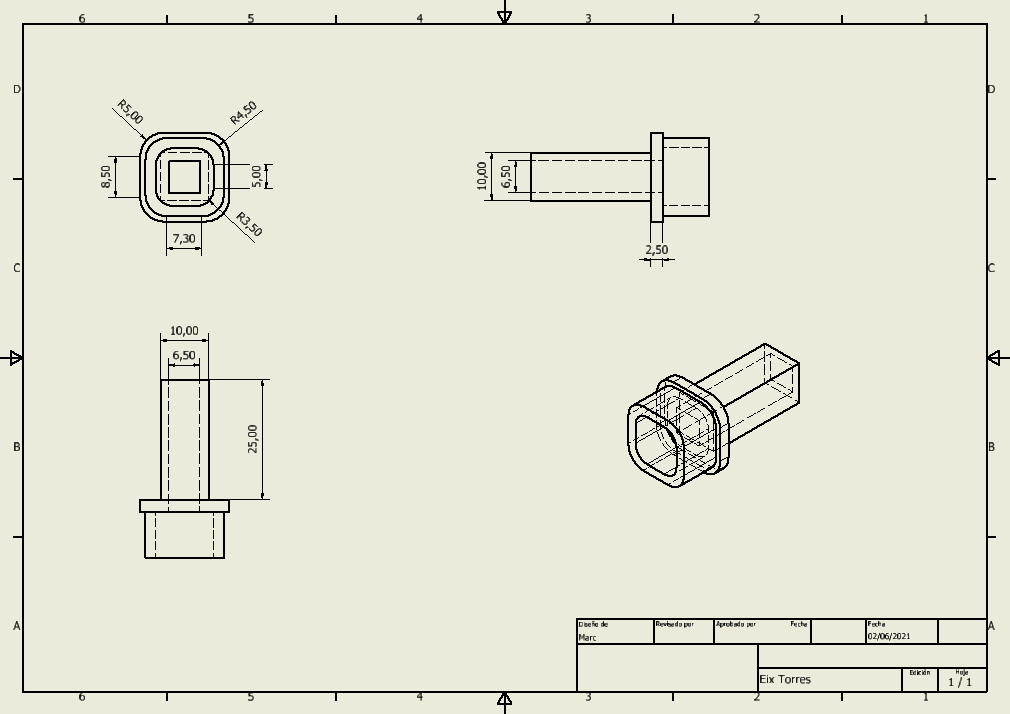 6 5 4 3 2 1
D D
R5,00
R4,50
8,50
5,00
R3,50
7,30
10,00
6,50
2,50
C C
10,00
6,50
25,00
B B
A A
Diseño de Revisado por Aprobado por Fecha Fecha
Marc 02/06/2021
Eix Torres
Edición Hoja
1 / 1
6 5 4 3 2 1